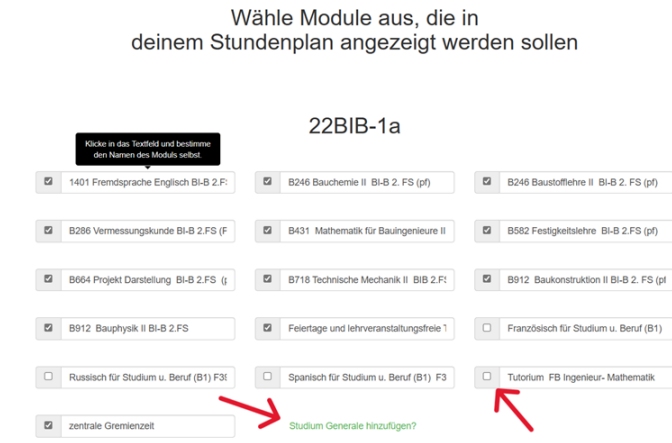 Wähle Module aus, die in
deinem Stundenplan angezeigt werden sollen
22BIB-1a
Klicke in das Textfeld und bestimme
den Namen des Moduls selbst.
1401 Fremdsprache Englisch BI-B 2.F
B246 Bauchemie II BI-B 2. FS (pf)
B246 Baustofflehre II BI-B 2. FS (pf)
B286 Vermessungskunde BI-B 2.FS (F
B431 Mathematik für Bauingenieure II
B582 Festigkeitslehre BI-B 2.FS (pf)
B664 Projekt Darstellung BI-B 2.FS (
B718 Technische Mechanik II BIB 2.F
B912 Baukonstruktion II BI-B 2. FS (pf
B912 Bauphysik II BI-B 2.FS
Feiertage und lehrveranstaltungsfreie
Französisch für Studium u. Beruf (B1)
Russisch für Studium u. Beruf (B1) F3
Spanisch für Studium u. Beruf (B1) F3
Tutorium FB Ingenieur- Mathematik
zentrale Gremienzeit
Studium Generale hinzufügen?